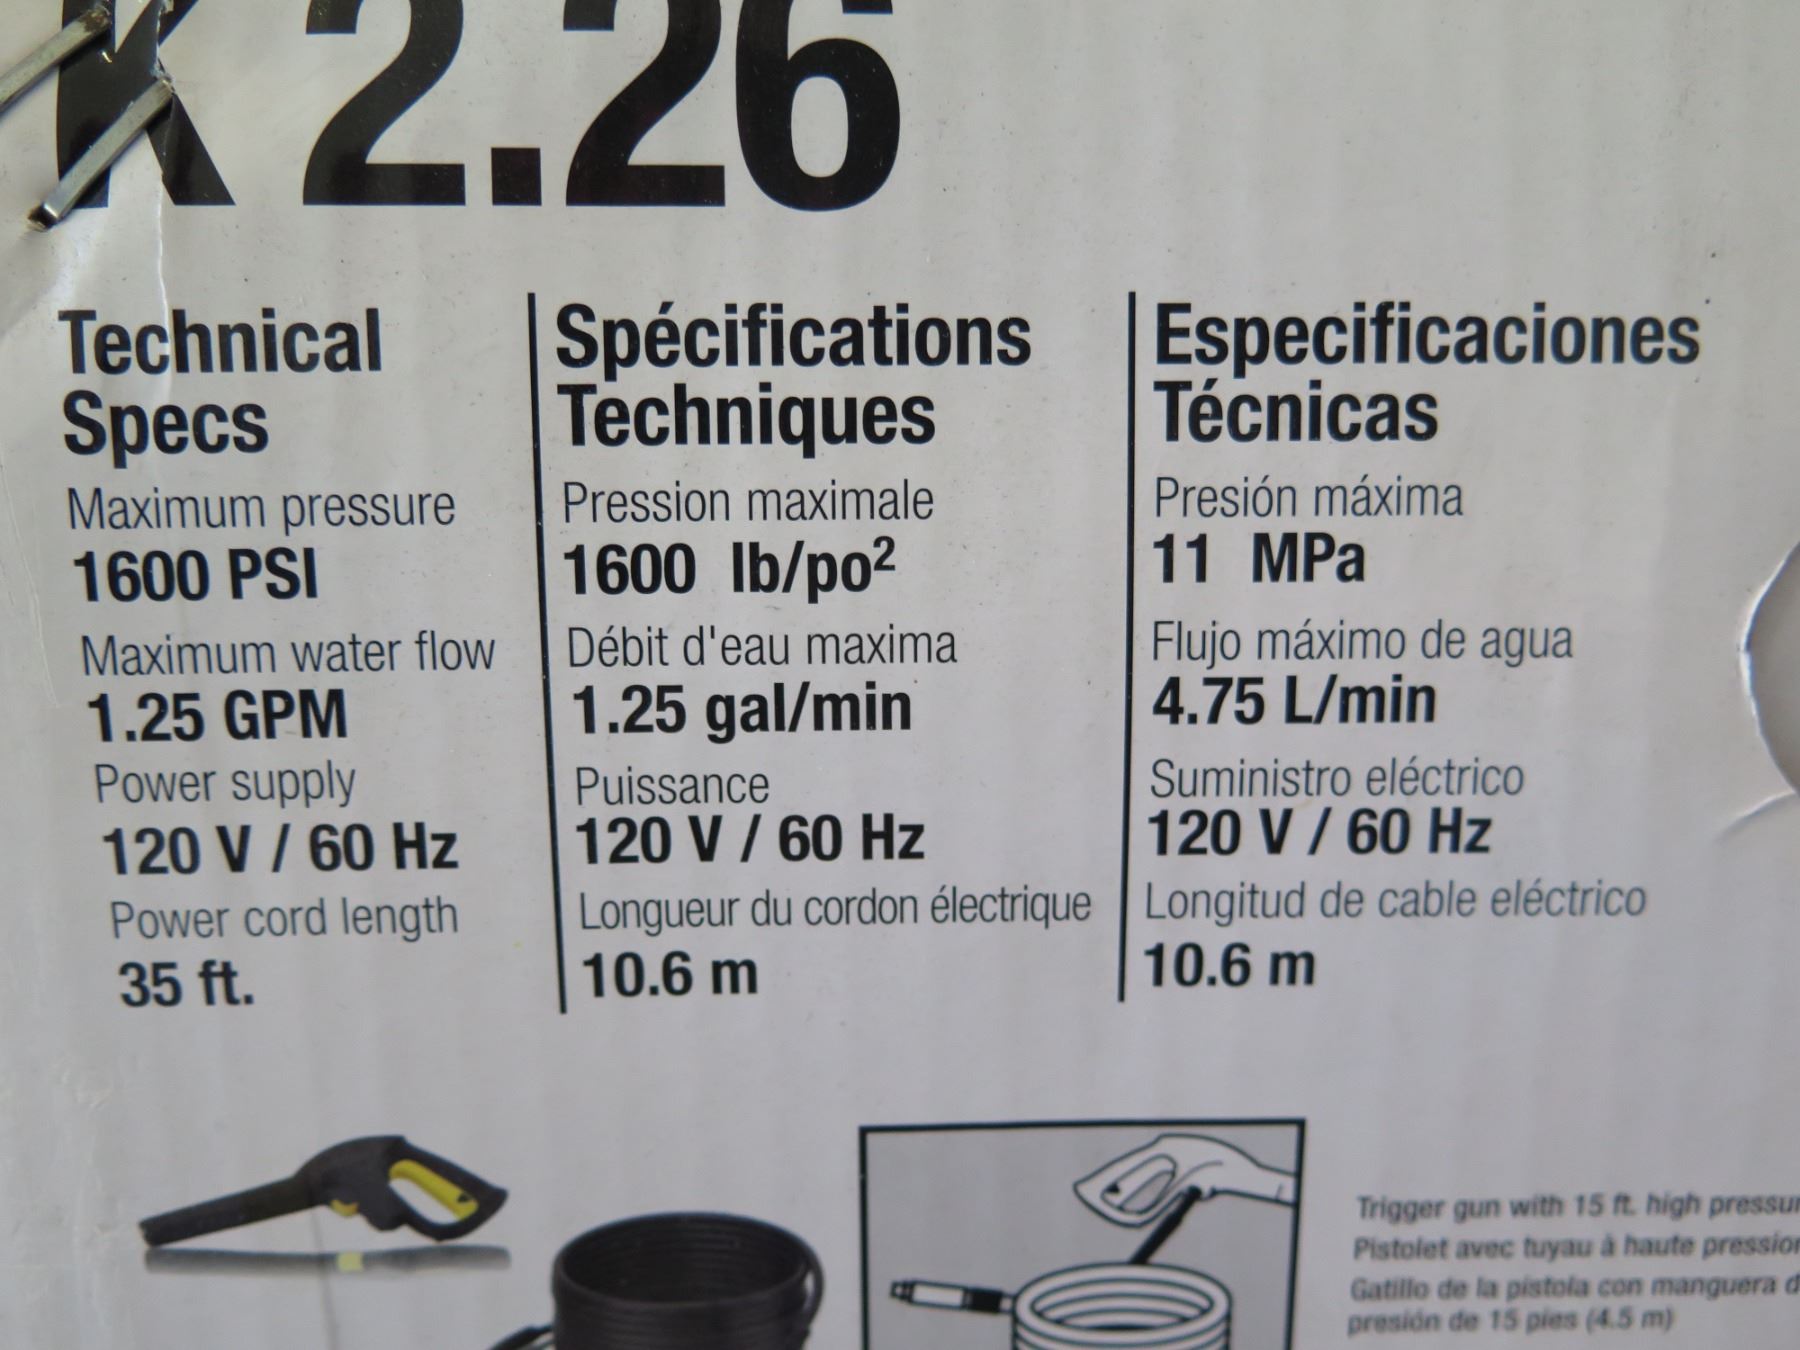 K 2.26
Technical
Specs
Maximum pressure
1600 PSI
Maximum water flow
1.25 GPM
Power supply
120 V / 60 Hz
Power cord length
35 ft.
Spécifications
Techniques
Pression maximale
1600 lb/po²
Débit d'eau maxima
1.25 gal/min
Puissance
120 V / 60 Hz
Longueur du cordon électrique
10.6 m
Especificaciones
Técnicas
Presión máxima
11 MPa
Flujo máximo de agua
4.75 L/min
Suministro eléctrico
120 V / 60 Hz
Longitud de cable eléctrico
10.6 m
Trigger gun with 15 ft. high
Pistolet avec tuyau à haute
Gatillo de la pistola con manguera
presión de 15 pies (4.5 m)